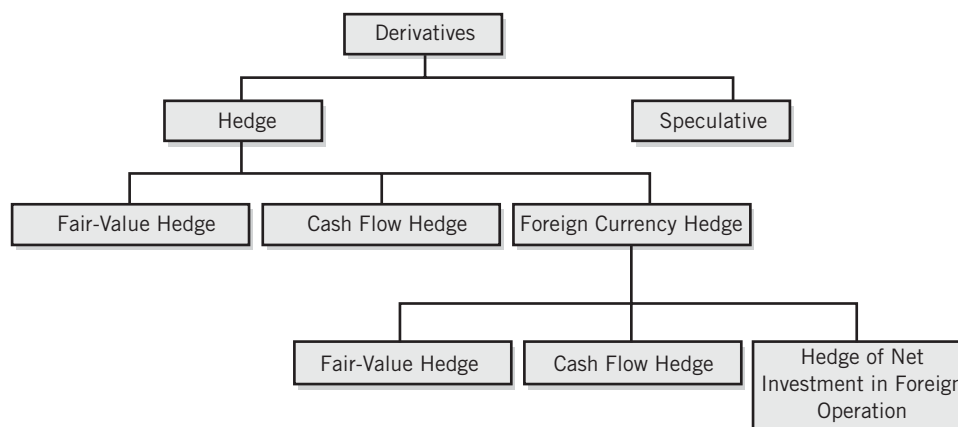 Derivatives
Hedge
Speculative
Fair-Value Hedge
Cash Flow Hedge
Foreign Currency Hedge
Fair-Value Hedge
Cash Flow Hedge
Hedge of Net
Investment in Foreign
Operation